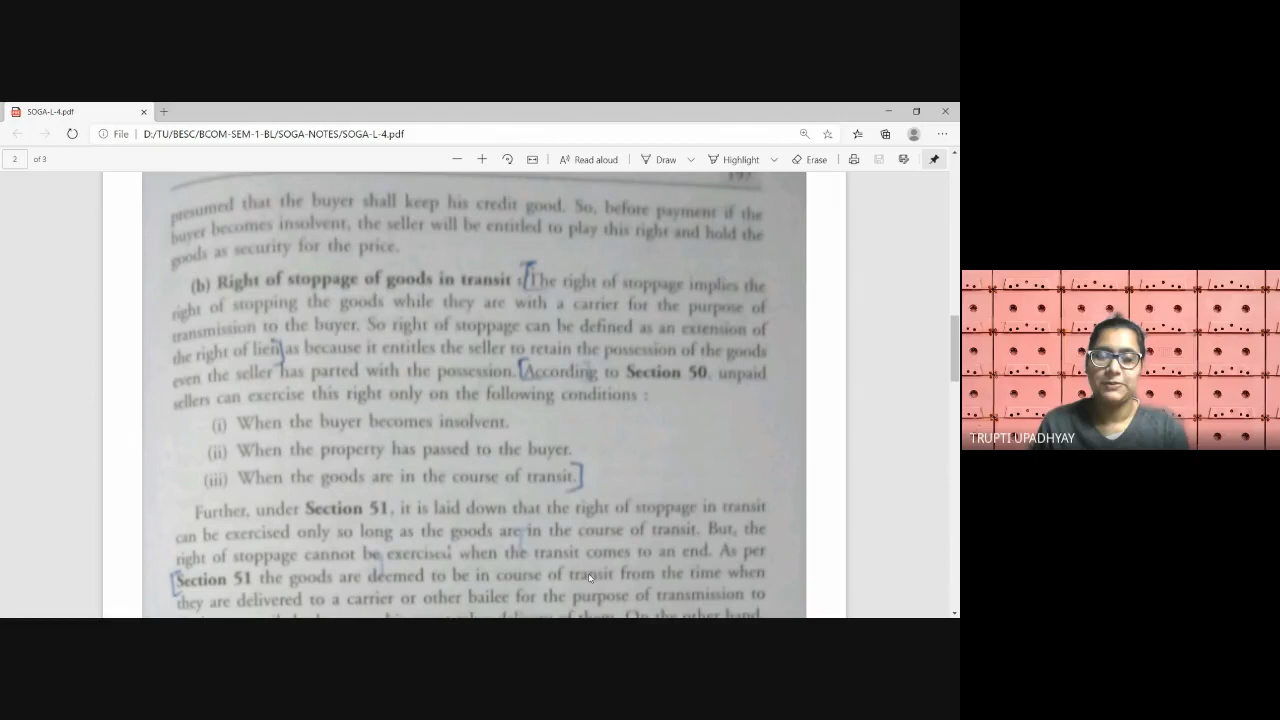 SOGA-L-4.pdf
File D:/TU/BESC/BCOM-SEM-1-BL/SOGA-NOTES/SOGA-L-4.pdf
2 of 3 Read aloud Draw Highlight Erase
197
presumed that the buyer shall keep his credit good. So, before payment if the
buyer becomes insolvent, the seller will be entitled to play this right and hold the
goods as security for the price.
(b) Right of stoppage of goods in transit : The right of stoppage implies the
right of stopping the goods while they are with a carrier for the purpose of
transmission to the buyer. So right of stoppage can be defined as an extension of
the right of lien as because it entitles the seller to retain the possession of the goods
even the seller has parted with the possession. According to Section 50, unpaid
sellers can exercise this right only on the following conditions :
(i) When the buyer becomes insolvent.
(ii) When the property has passed to the buyer.
(iii) When the goods are in the course of transit.
Further, under Section 51, it is laid down that the right of stoppage in transit
can be exercised only so long as the goods are in the course of transit. But, the
right of stoppage cannot be exercised when the transit comes to an end. As per
Section 51 the goods are deemed to be in course of transit from the time when
they are delivered to a carrier or other bailee for the purpose of transmission to
delivery of them. On the other hand,
TRUPTI UPADHYAY